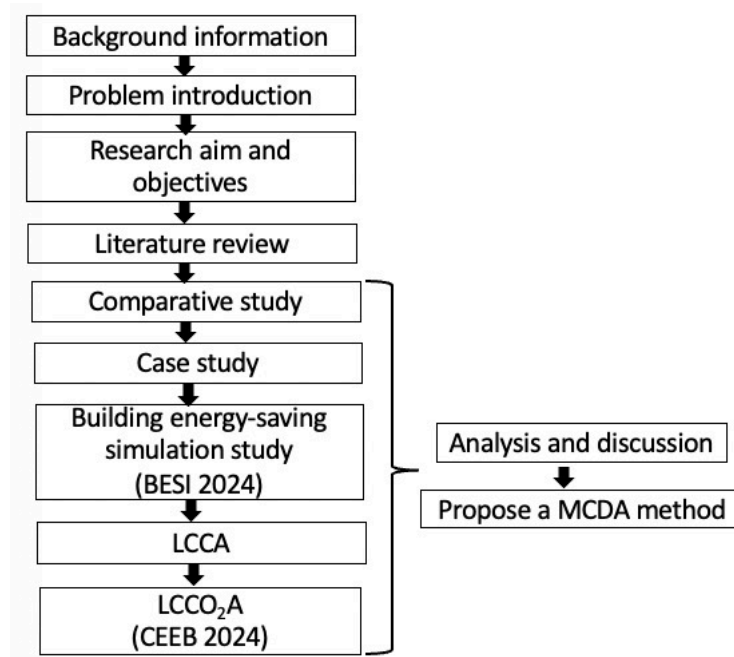 Background information
Problem introduction
Research aim and
objectives
Literature review
Comparative study
Case study
Building energy-saving
simulation study
(BESI 2024)
LCCA
LCCO₂A
(CEEB 2024)
Analysis and discussion
Propose a MCDA method